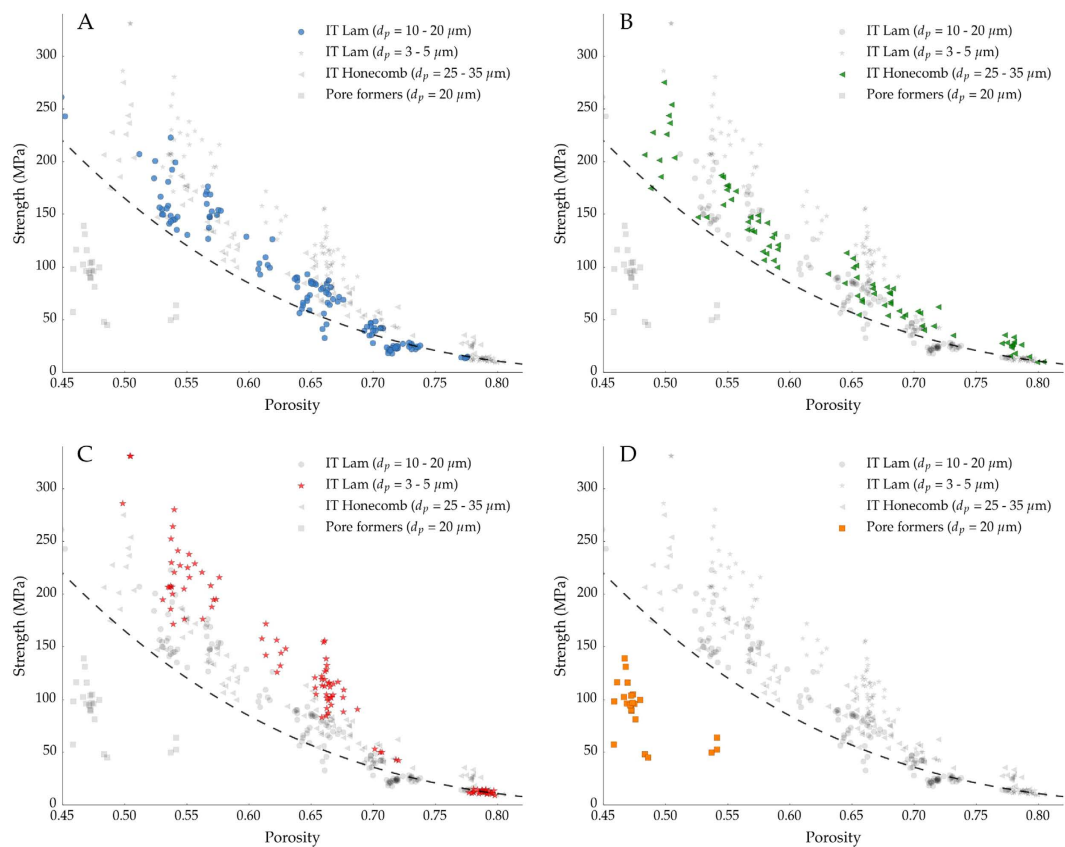 A
IT Lam (dp = 10 - 20 μm)
IT Lam (dp = 3 - 5 μm)
IT Honecomb (dp = 25 - 35 μm)
Pore formers (dp = 20 μm)
Strength (MPa)
300
250
200
150
100
50
0
0.45 0.50 0.55 0.60 0.65 0.70 0.75 0.80
Porosity
B
IT Lam (dp = 10 - 20 μm)
IT Lam (dp = 3 - 5 μm)
IT Honecomb (dp = 25 - 35 μm)
Pore formers (dp = 20 μm)
Strength (MPa)
300
250
200
150
100
50
0
0.45 0.50 0.55 0.60 0.65 0.70 0.75 0.80
Porosity
C
IT Lam (dp = 10 - 20 μm)
IT Lam (dp = 3 - 5 μm)
IT Honecomb (dp = 25 - 35 μm)
Pore formers (dp = 20 μm)
Strength (MPa)
300
250
200
150
100
50
0
0.45 0.50 0.55 0.60 0.65 0.70 0.75 0.80
Porosity
D
IT Lam (dp = 10 - 20 μm)
IT Lam (dp = 3 - 5 μm)
IT Honecomb (dp = 25 - 35 μm)
Pore formers (dp = 20 μm)
Strength (MPa)
300
250
200
150
100
50
0
0.45 0.50 0.55 0.60 0.65 0.70 0.75 0.80
Porosity